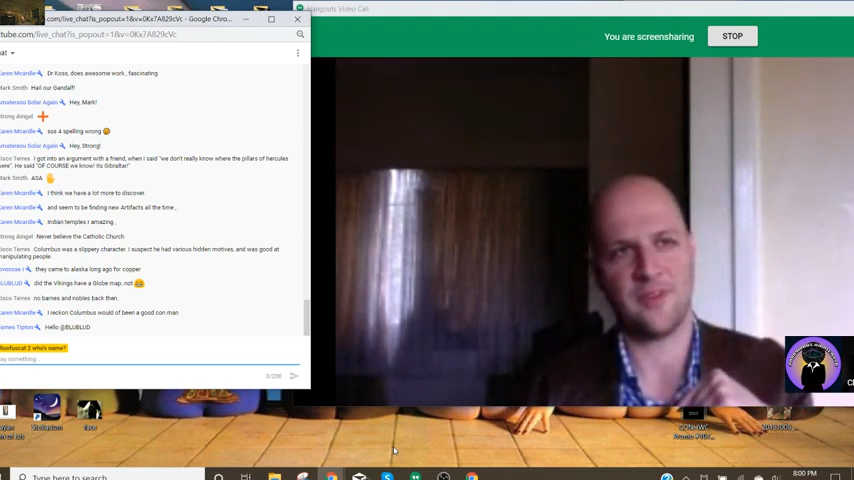 .com/live_chat?is_popout=1&v=0Kx7A829cVc - Google Chro...
tube.com/live_chat?is_popout=1&v=0Kx7A829cVc
Hangouts Video Call
You are screensharing
STOP
Karen Mcardle Dr Koss, does awesome work , fascinating
Mark Smith Hail our Gandalf!
Amaterasu Solar Again Hey, Mark!
Strong Aingel
Karen Mcardle sos 4 spelling wrong
Amaterasu Solar Again Hey, Strong!
isco Terres I got into an argument with a friend, when I said "we don't really know where the pillars of hercules
were". He said "OF COURSE we know! Its Gibraltar!"
Mark Smith ASA
Karen Mcardle I think we have a lot more to discover.
Karen Mcardle and seem to be finding new Artifacts all the time ,
Karen Mcardle Indian temples r amazing ,
Strong Aingel Never believe the Catholic Church
isco Terres Columbus was a slippery character. I suspect he had various hidden motives, and was good at
manipulating people.
they came to alaska long ago for copper
BLUBLUD did the Vikings have a Globe map..not
isco Terres no barnes and nobles back then.
Karen Mcardle I reckon Columbus would of been a good con man
James Tipton Hello @BLUBLUD
Roofuscat 2 who's name?
ay something...
0/200
Stellarium
face
8:00 PM
Type here to search